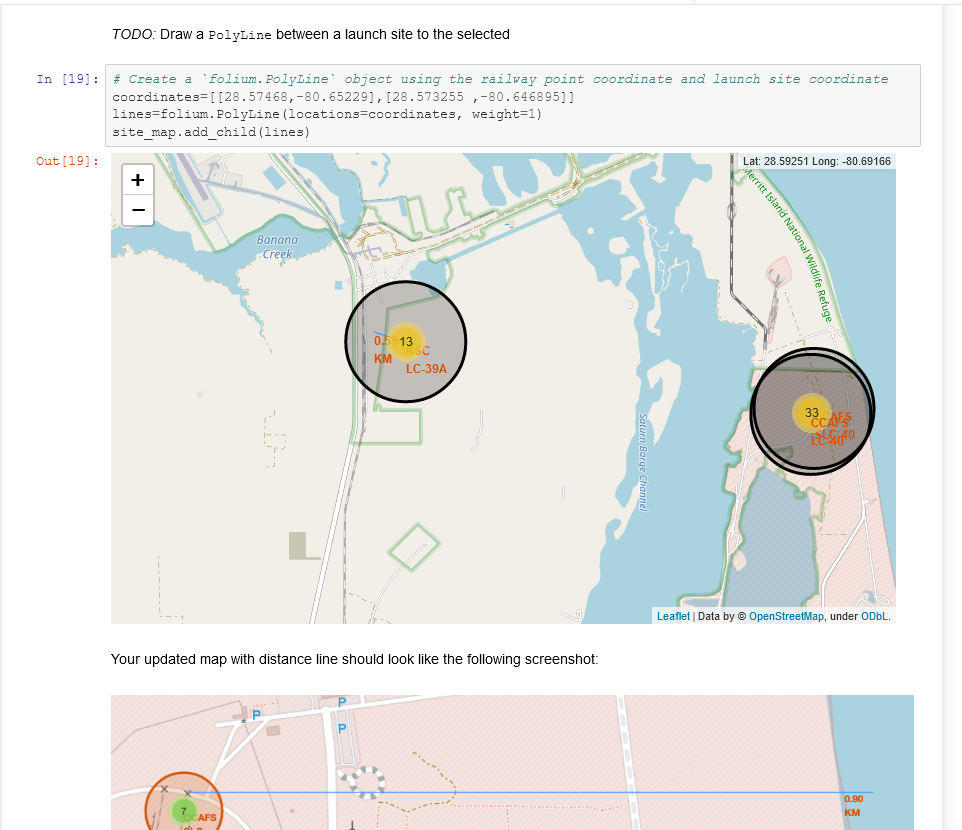 TODO: Draw a PolyLine between a launch site to the selected
In [19]:
# Create a `folium.PolyLine` object using the railway point coordinate and launch site coordinate
coordinates=[[28.57468,-80.65229],[28.573255 ,-80.646895]]
lines=folium.PolyLine(locations=coordinates, weight=1)
site_map.add_child(lines)
Out[19]:
+
−
Lat: 28.59251 Long: -80.69166
Merritt Island National Wildlife Refuge
Banana
Creek
13
KM
KSC
LC-39A
Saturn Barge Channel
33
CCAFS
SLC-40
LC-40
Leaflet | Data by © OpenStreetMap, under ODbL.
Your updated map with distance line should look like the following screenshot:
P
P
P
7
CCAFS
0.90
KM